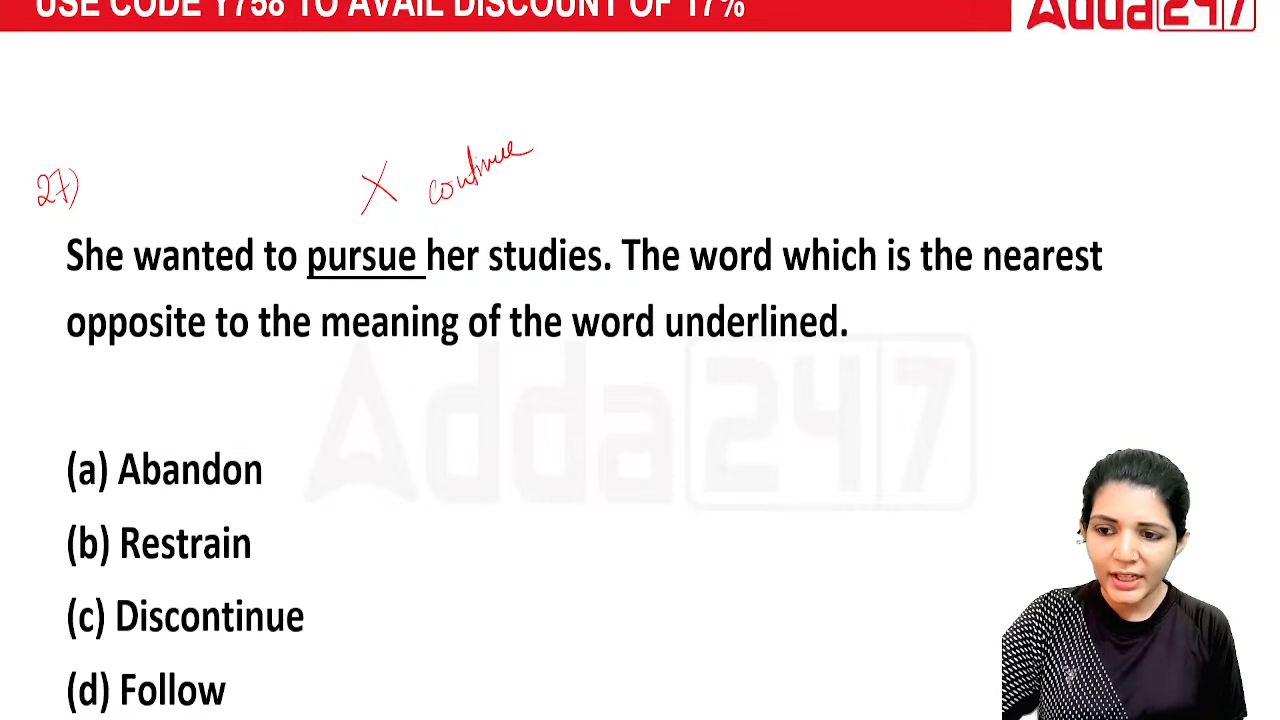 USE CODE Y758 TO AVAIL DISCOUNT OF 17%
Adda247
27)
X continue
She wanted to pursue her studies. The word which is the nearest
opposite to the meaning of the word underlined.
Adda247
(a) Abandon
(b) Restrain
(c) Discontinue
(d) Follow